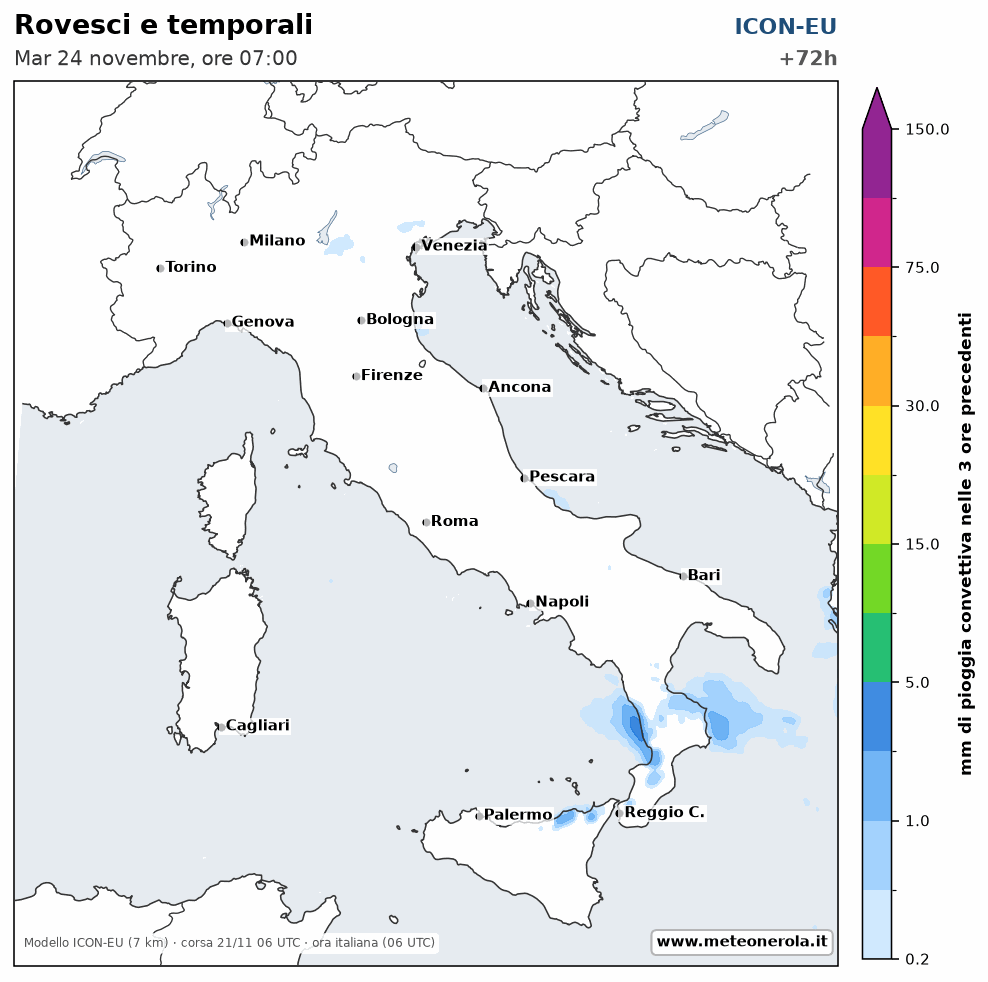 Rovesci e temporali
ICON-EU
Mar 24 novembre, ore 07:00
+72h
150.0
75.0
30.0
15.0
5.0
1.0
0.2
mm di pioggia convettiva nelle 3 ore precedenti
Milano
Venezia
Torino
Genova
Bologna
Firenze
Ancona
Pescara
Roma
Bari
Napoli
Cagliari
Palermo
Reggio C.
Modello ICON-EU (7 km) · corsa 21/11 06 UTC · ora italiana (06 UTC)
www.meteonerola.it